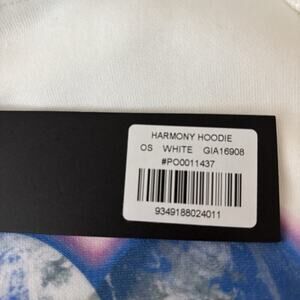 HARMONY HOODIE
OS WHITE GIA16908
#PO0011437
9349188024011